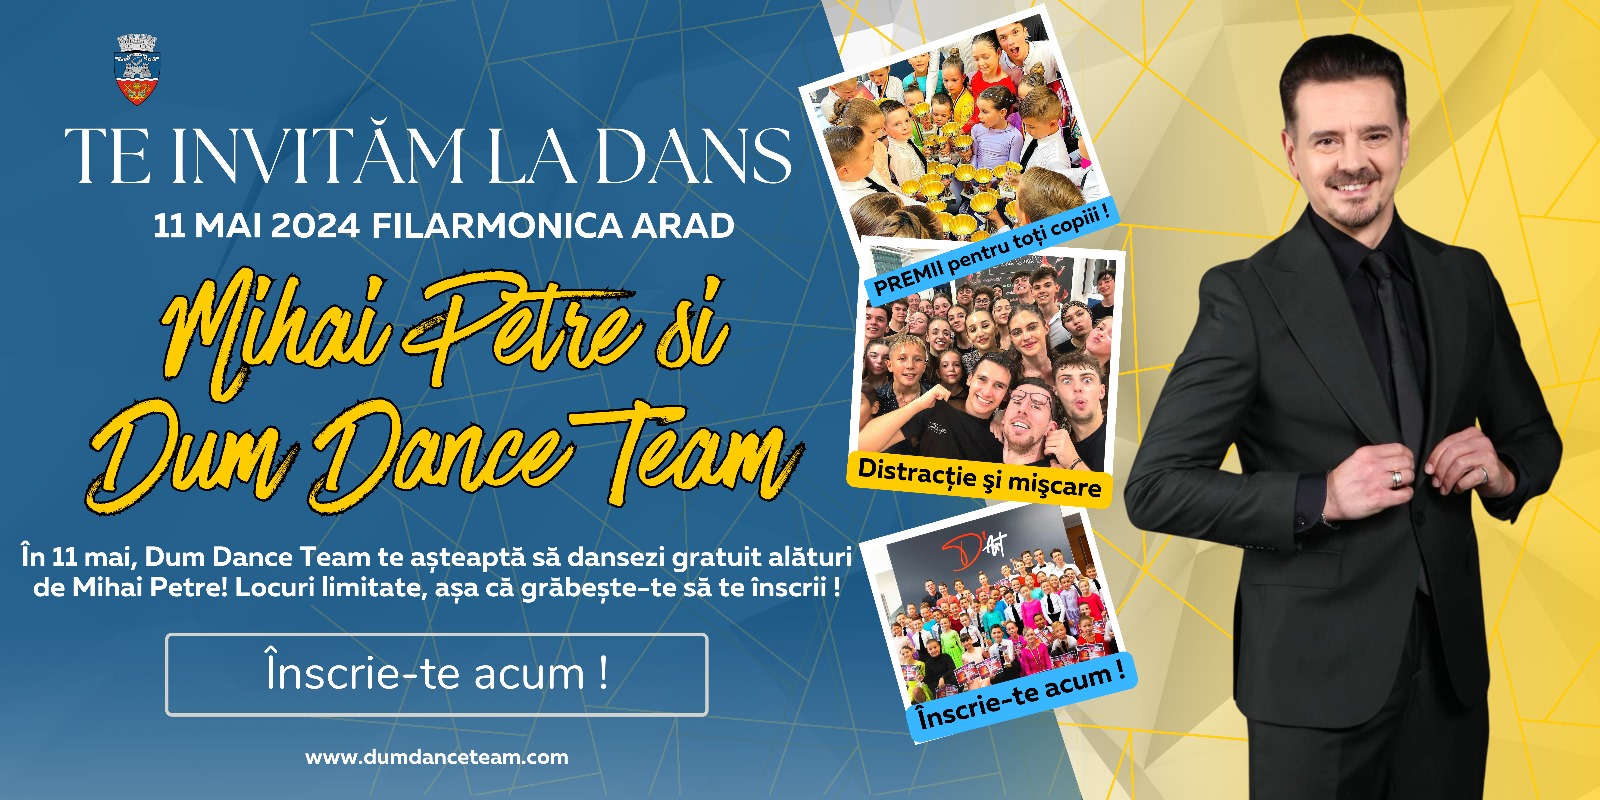 TE INVITĂM LA DANS
11 MAI 2024 FILARMONICA ARAD
Mihai Petre si
Dum Dance Team
În 11 mai, Dum Dance Team te așteaptă să dansezi gratuit alături
de Mihai Petre! Locuri limitate, așa că grăbește-te să te înscrii !
Înscrie-te acum !
www.dumdanceteam.com
PREMII pentru toți copiii !
Distracție şi mişcare
D'Art
Înscrie-te acum !